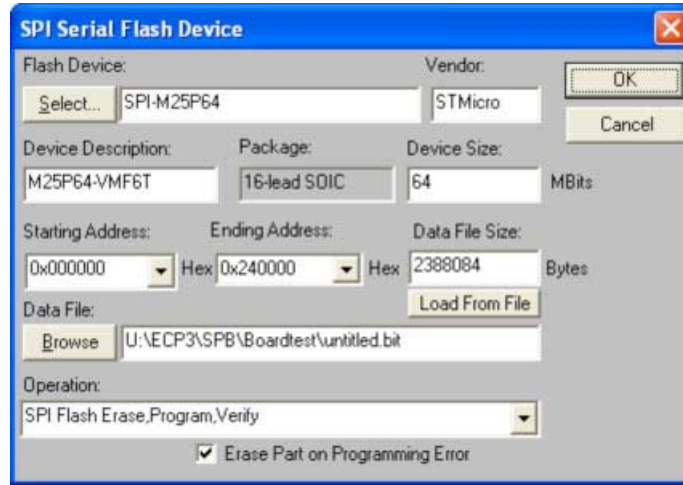 SPI Serial Flash Device
Flash Device: Vendor:
Select... SPI-M25P64 STMicro OK
Cancel
Device Description: Package: Device Size:
M25P64-VMF6T 16-lead SOIC 64 MBits
Starting Address: Ending Address: Data File Size:
0x000000 Hex 0x240000 Hex 2388084 Bytes
Data File: Load From File
Browse U:\ECP3\SPB\Boardtest\untitled.bit
Operation:
SPI Flash Erase,Program,Verify
Erase Part on Programming Error